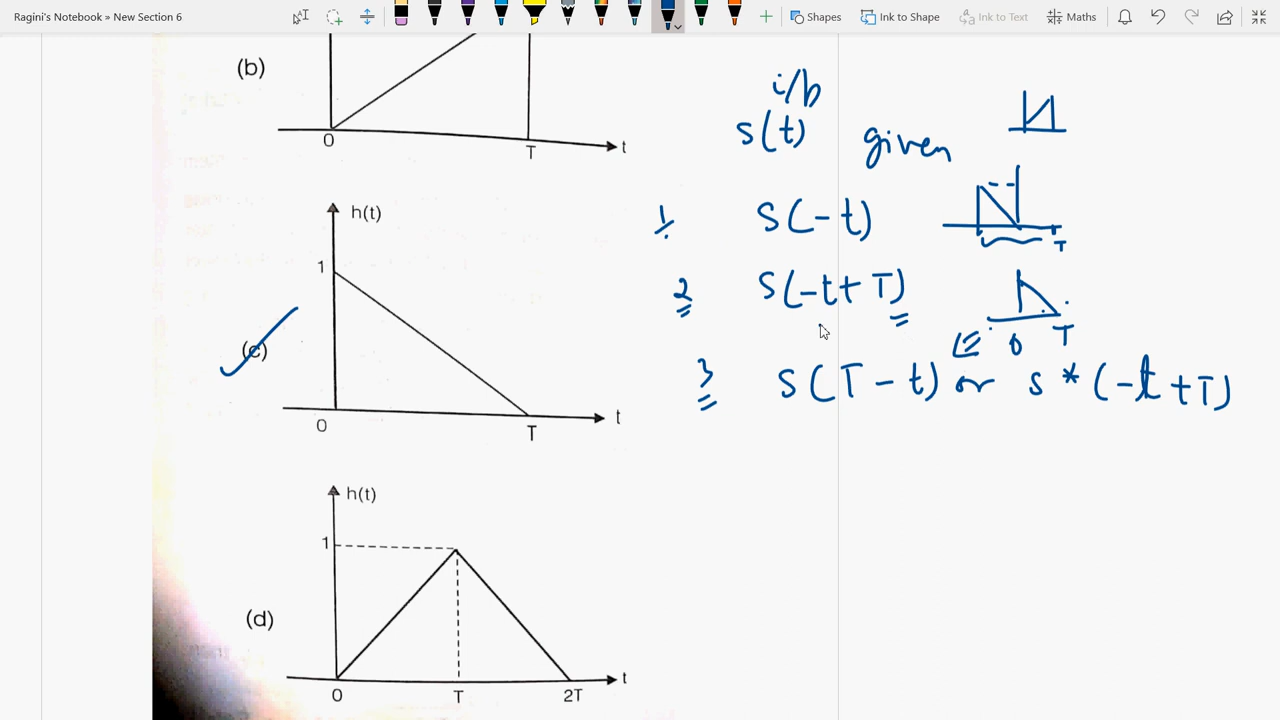 Ragini's Notebook » New Section 6
Shapes
Ink to Shape
Ink to Text
Maths
(b)
0
T
t
i/b
s(t) given
h(t)
1
(c)
0
T
t
1 S(-t)
T
2 S(-t+T)
0 T
3 S(T-t) or s*(-t+T)
h(t)
1
(d)
0
T
2T
t